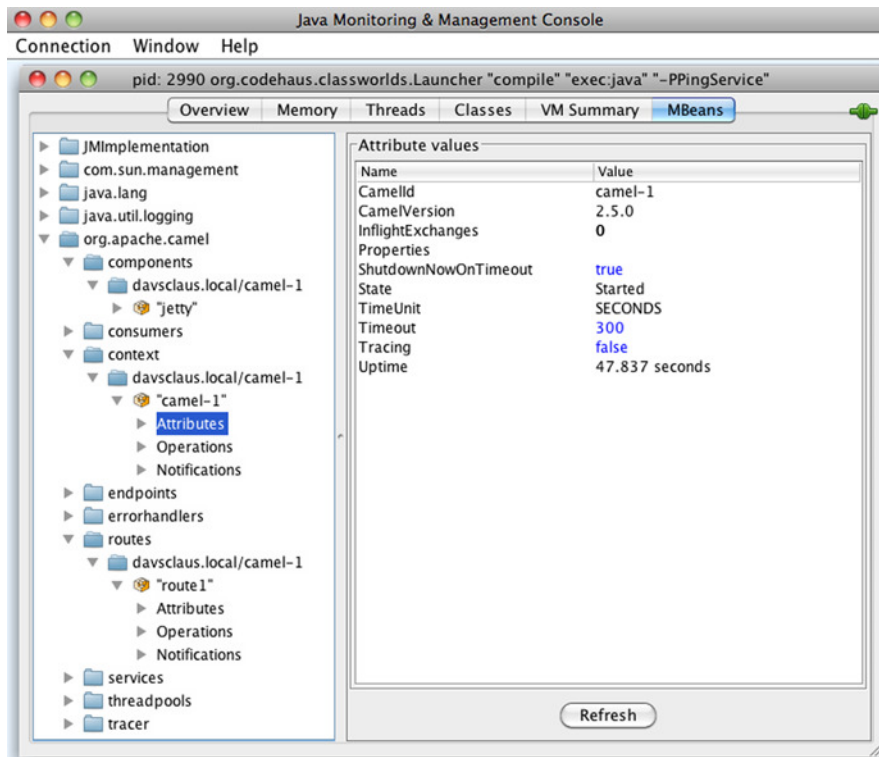 Java Monitoring & Management Console
Connection Window Help
pid: 2990 org.codehaus.classworlds.Launcher "compile" "exec:java" "-PPingService"
Overview Memory Threads Classes VM Summary MBeans
JMImplementation
com.sun.management
java.lang
java.util.logging
org.apache.camel
components
davsclaus.local/camel-1
"jetty"
consumers
context
davsclaus.local/camel-1
"camel-1"
Attributes
Operations
Notifications
endpoints
errorhandlers
routes
davsclaus.local/camel-1
"route1"
Attributes
Operations
Notifications
services
threadpools
tracer
Attribute values
Name Value
CamelId camel-1
CamelVersion 2.5.0
InflightExchanges 0
Properties
ShutdownNowOnTimeout true
State Started
TimeUnit SECONDS
Timeout 300
Tracing false
Uptime 47.837 seconds
Refresh